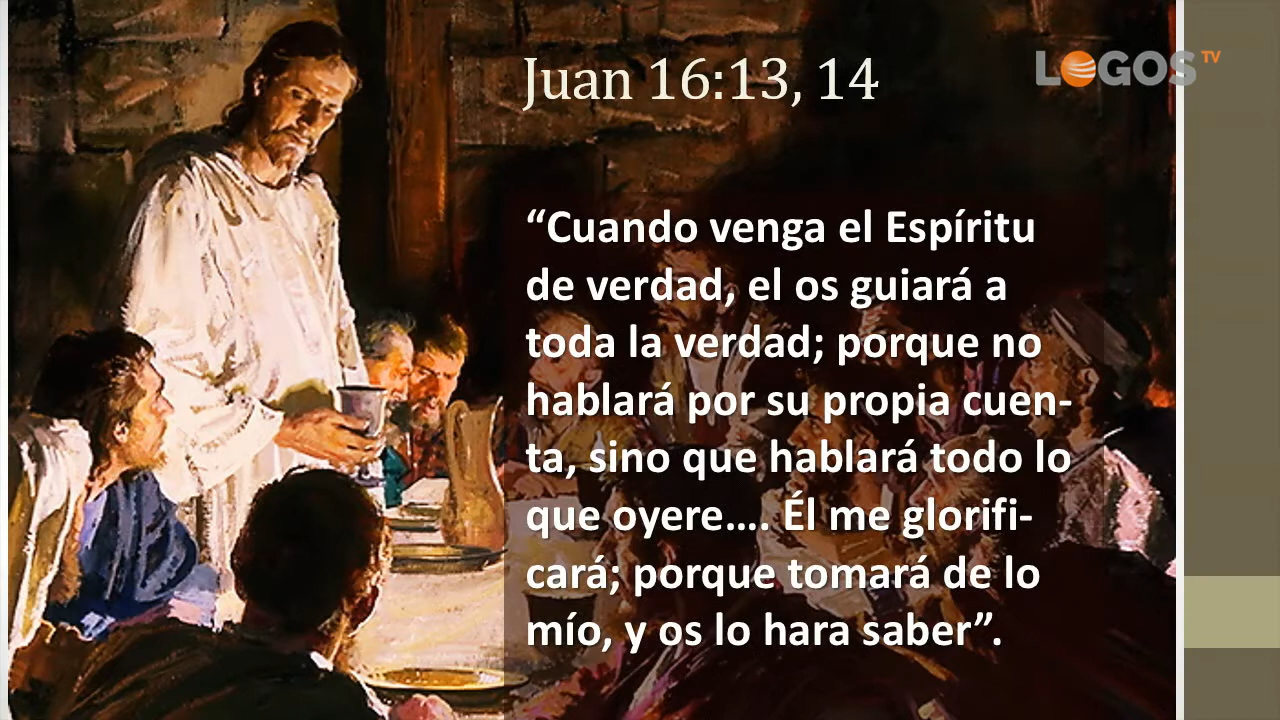 Juan 16:13, 14
LOGOS TV
“Cuando venga el Espíritu
de verdad, el os guiará a
toda la verdad; porque no
hablará por su propia cuen-
ta, sino que hablará todo lo
que oyere…. Él me glorifi-
cará; porque tomará de lo
mío, y os lo hara saber”.